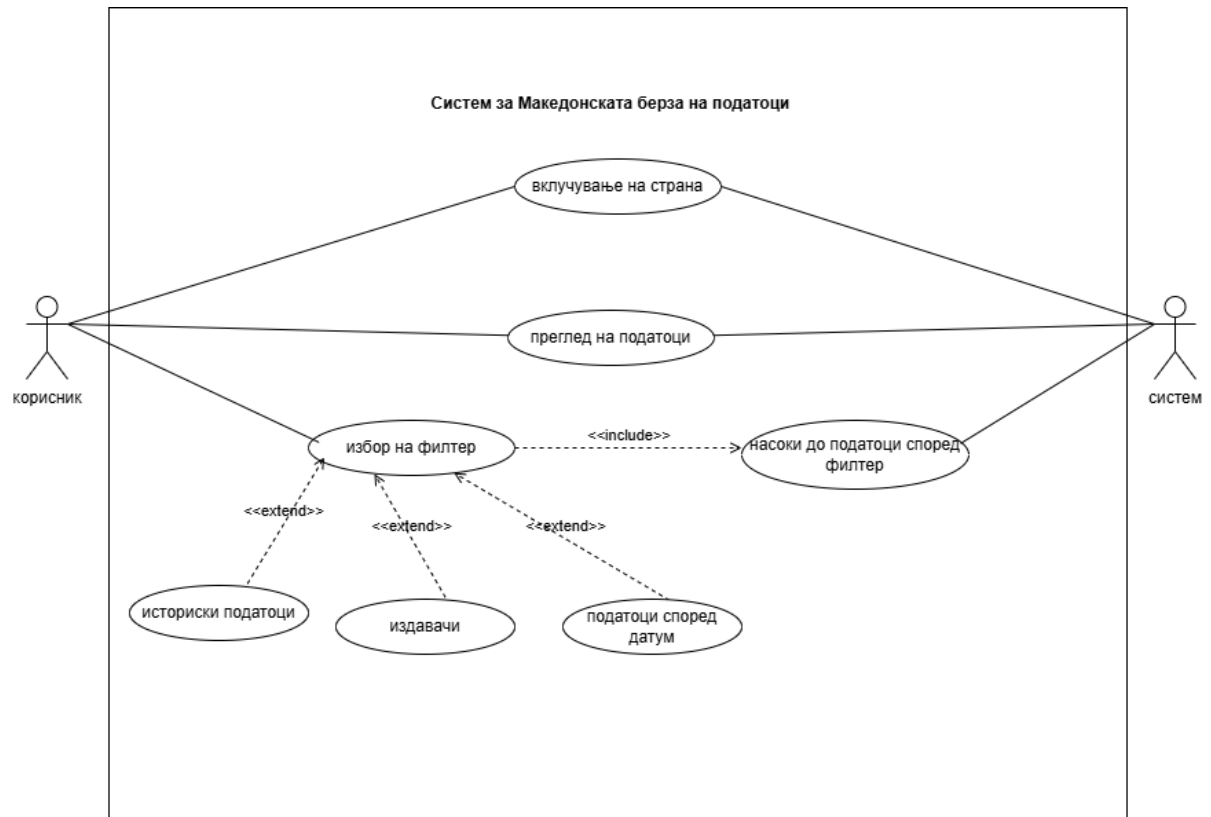 Систем за Македонската берза на податоци
вклучување на страна
преглед на податоци
корисник
систем
избор на филтер
<<include>>
насоки до податоци според
филтер
<<extend>>
<<extend>>
<<extend>>
историски податоци
издавачи
податоци според
датум